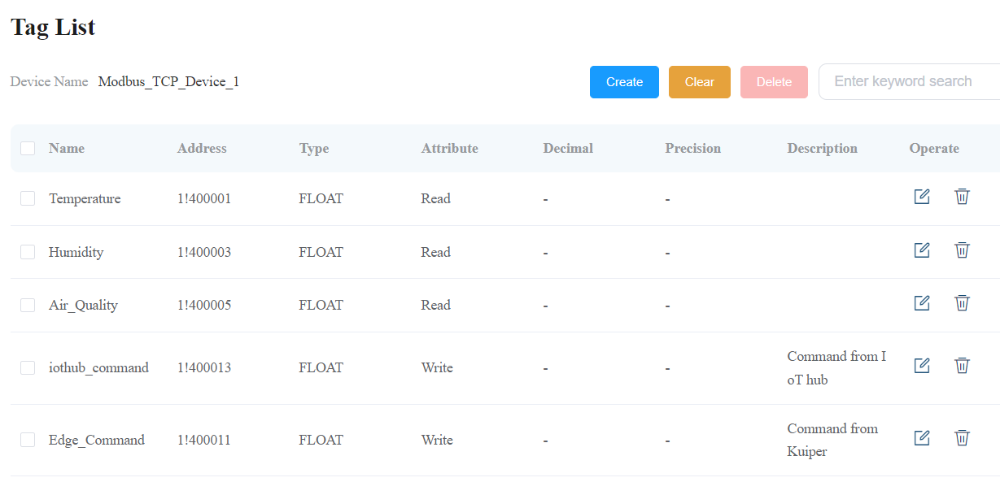 Tag List
Device Name Modbus_TCP_Device_1
Create Clear Delete Enter keyword search
Name Address Type Attribute Decimal Precision Description Operate
Temperature 1!400001 FLOAT Read - -
Humidity 1!400003 FLOAT Read - -
Air_Quality 1!400005 FLOAT Read - -
iothub_command 1!400013 FLOAT Write - - Command from I
oT hub
Edge_Command 1!400011 FLOAT Write - - Command from
Kuiper